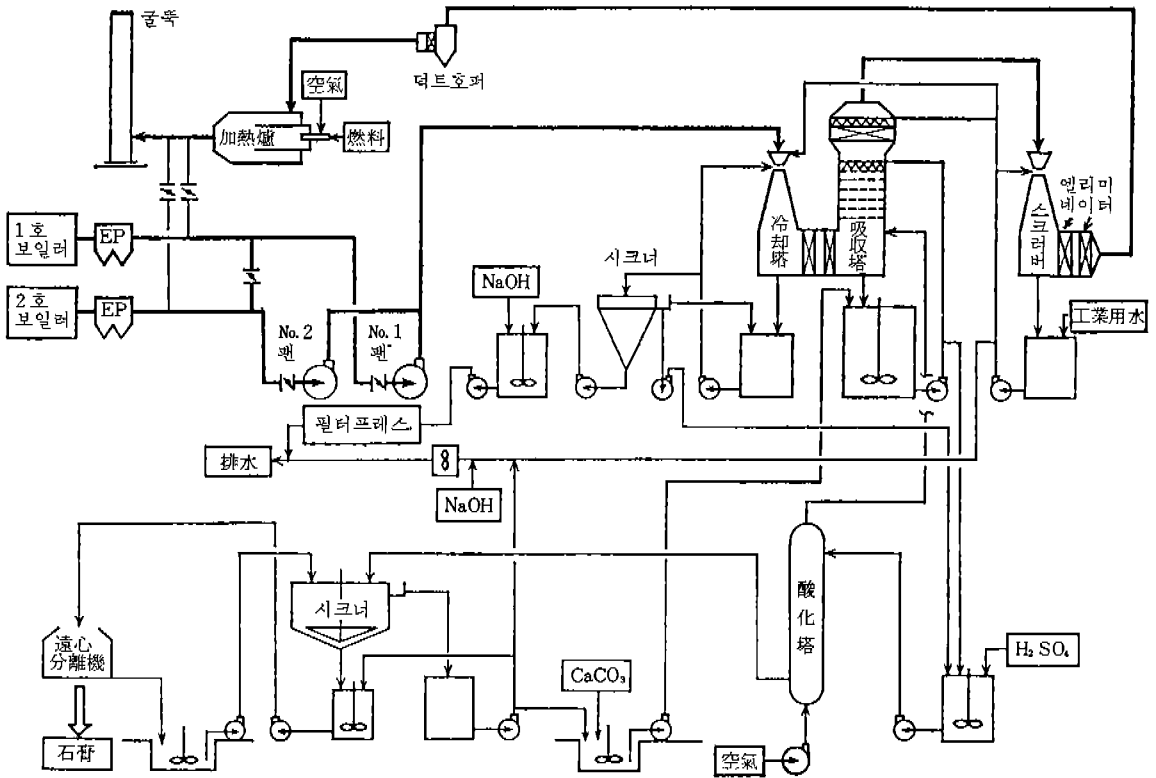 굴뚝
덕트호퍼
空氣
加熱爐
燃料
엘리미
네이터
1호
보일러
EP
冷却塔
吸収塔
스크러버
시크너
NaOH
2호
보일러
EP
No. 2
팬
No. 1
팬
工業用水
필터프레스
排水
NaOH
시크너
酸化塔
遠心
分離機
CaCO₃
H₂ SO₄
石膏
空氣